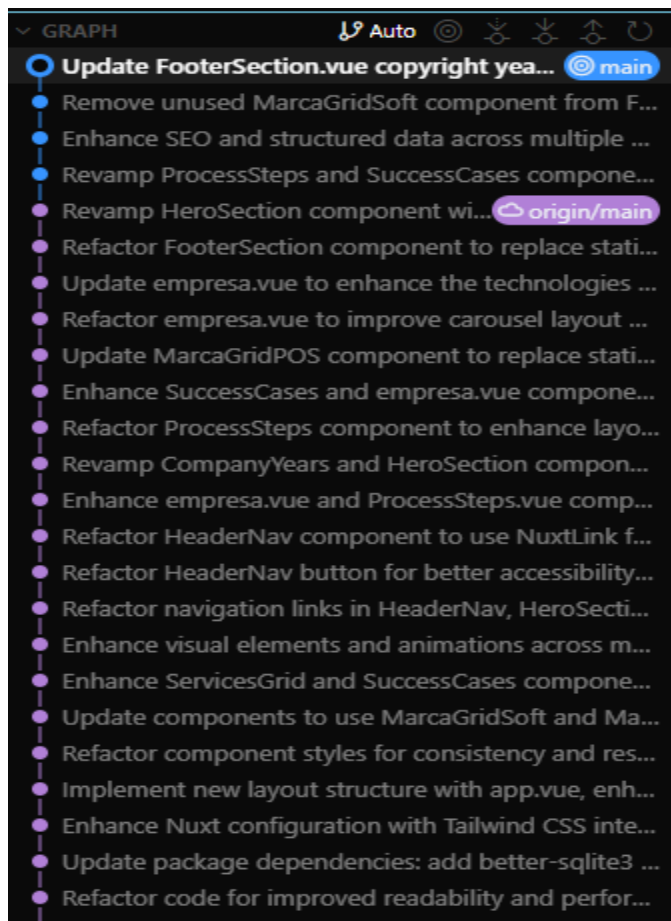 GRAPH Auto
Update FooterSection.vue copyright yea... main
Remove unused MarcaGridSoft component from F...
Enhance SEO and structured data across multiple ...
Revamp ProcessSteps and SuccessCases compone...
Revamp HeroSection component wi... origin/main
Refactor FooterSection component to replace stati...
Update empresa.vue to enhance the technologies ...
Refactor empresa.vue to improve carousel layout ...
Update MarcaGridPOS component to replace stati...
Enhance SuccessCases and empresa.vue compone...
Refactor ProcessSteps component to enhance layo...
Revamp CompanyYears and HeroSection compon...
Enhance empresa.vue and ProcessSteps.vue comp...
Refactor HeaderNav component to use NuxtLink f...
Refactor HeaderNav button for better accessibility...
Refactor navigation links in HeaderNav, HeroSecti...
Enhance visual elements and animations across m...
Enhance ServicesGrid and SuccessCases compone...
Update components to use MarcaGridSoft and Ma...
Refactor component styles for consistency and res...
Implement new layout structure with app.vue, enh...
Enhance Nuxt configuration with Tailwind CSS inte...
Update package dependencies: add better-sqlite3 ...
Refactor code for improved readability and perfor...